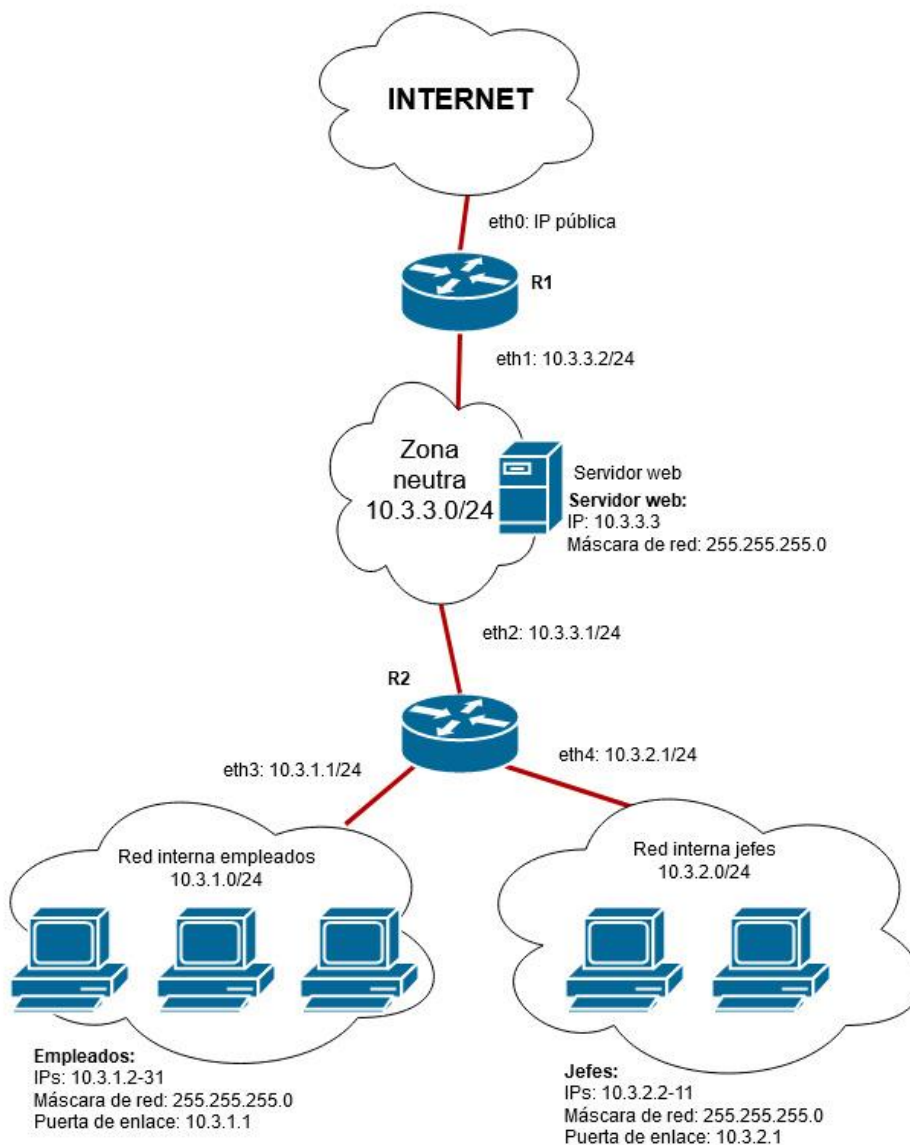 INTERNET
eth0: IP pública
R1
eth1: 10.3.3.2/24
Zona
neutra
10.3.3.0/24
Servidor web
Servidor web:
IP: 10.3.3.3
Máscara de red: 255.255.255.0
eth2: 10.3.3.1/24
R2
eth3: 10.3.1.1/24
eth4: 10.3.2.1/24
Red interna empleados
10.3.1.0/24
Red interna jefes
10.3.2.0/24
Empleados:
IPs: 10.3.1.2-31
Máscara de red: 255.255.255.0
Puerta de enlace: 10.3.1.1
Jefes:
IPs: 10.3.2.2-11
Máscara de red: 255.255.255.0
Puerta de enlace: 10.3.2.1